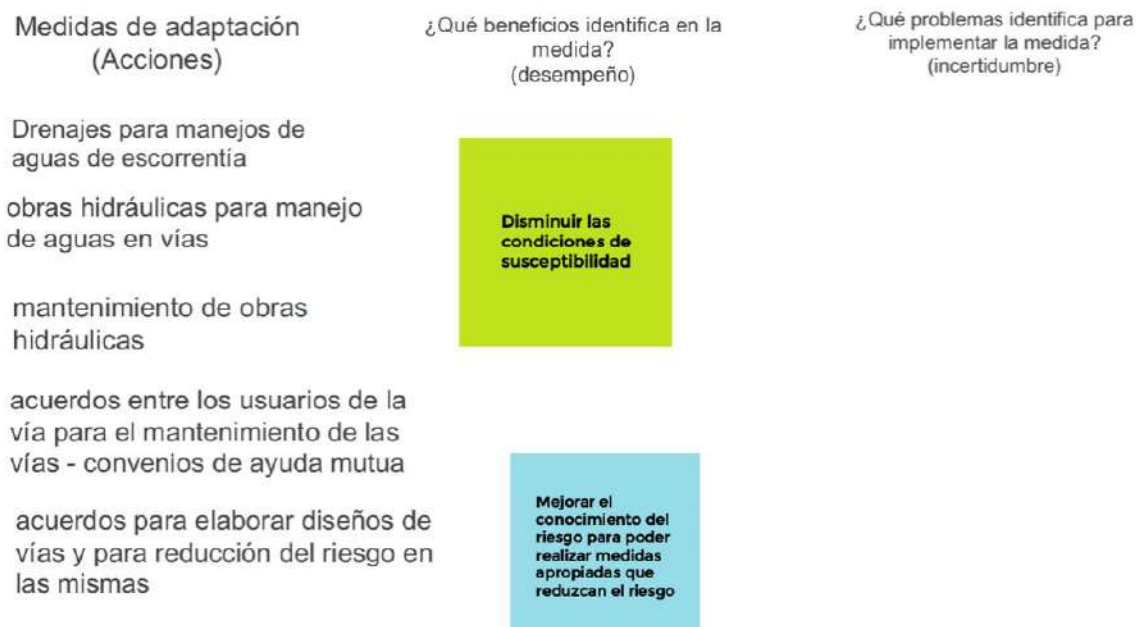 Medidas de adaptación
(Acciones)
¿Qué beneficios identifica en la
medida?
(desempeño)
¿Qué problemas identifica para
implementar la medida?
(incertidumbre)
Drenajes para manejos de
aguas de escorrentía
obras hidráulicas para manejo
de aguas en vías
mantenimiento de obras
hidráulicas
Disminuir las
condiciones de
susceptibilidad
acuerdos entre los usuarios de la
vía para el mantenimiento de las
vías - convenios de ayuda mutua
acuerdos para elaborar diseños de
vías y para reducción del riesgo en
las mismas
Mejorar el
conocimiento del
riesgo para poder
realizar medidas
apropiadas que
reduzcan el riesgo